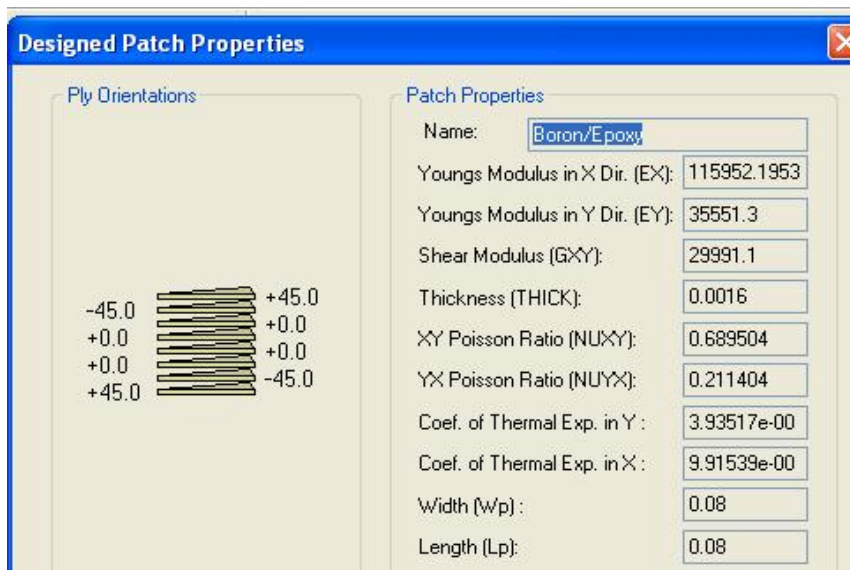 Designed Patch Properties
Ply Orientations
+45.0
-45.0
+0.0
+0.0
+0.0
+0.0
-45.0
+45.0
Patch Properties
Name: Boron/Epoxy
Youngs Modulus in X Dir. (EX): 115952.1953
Youngs Modulus in Y Dir. (EY): 35551.3
Shear Modulus (GXY): 29991.1
Thickness (THICK): 0.0016
XY Poisson Ratio (NUXY): 0.689504
YX Poisson Ratio (NUYX): 0.211404
Coef. of Thermal Exp. in Y : 3.93517e-00
Coef. of Thermal Exp. in X : 9.91539e-00
Width (Wp) : 0.08
Length (Lp): 0.08